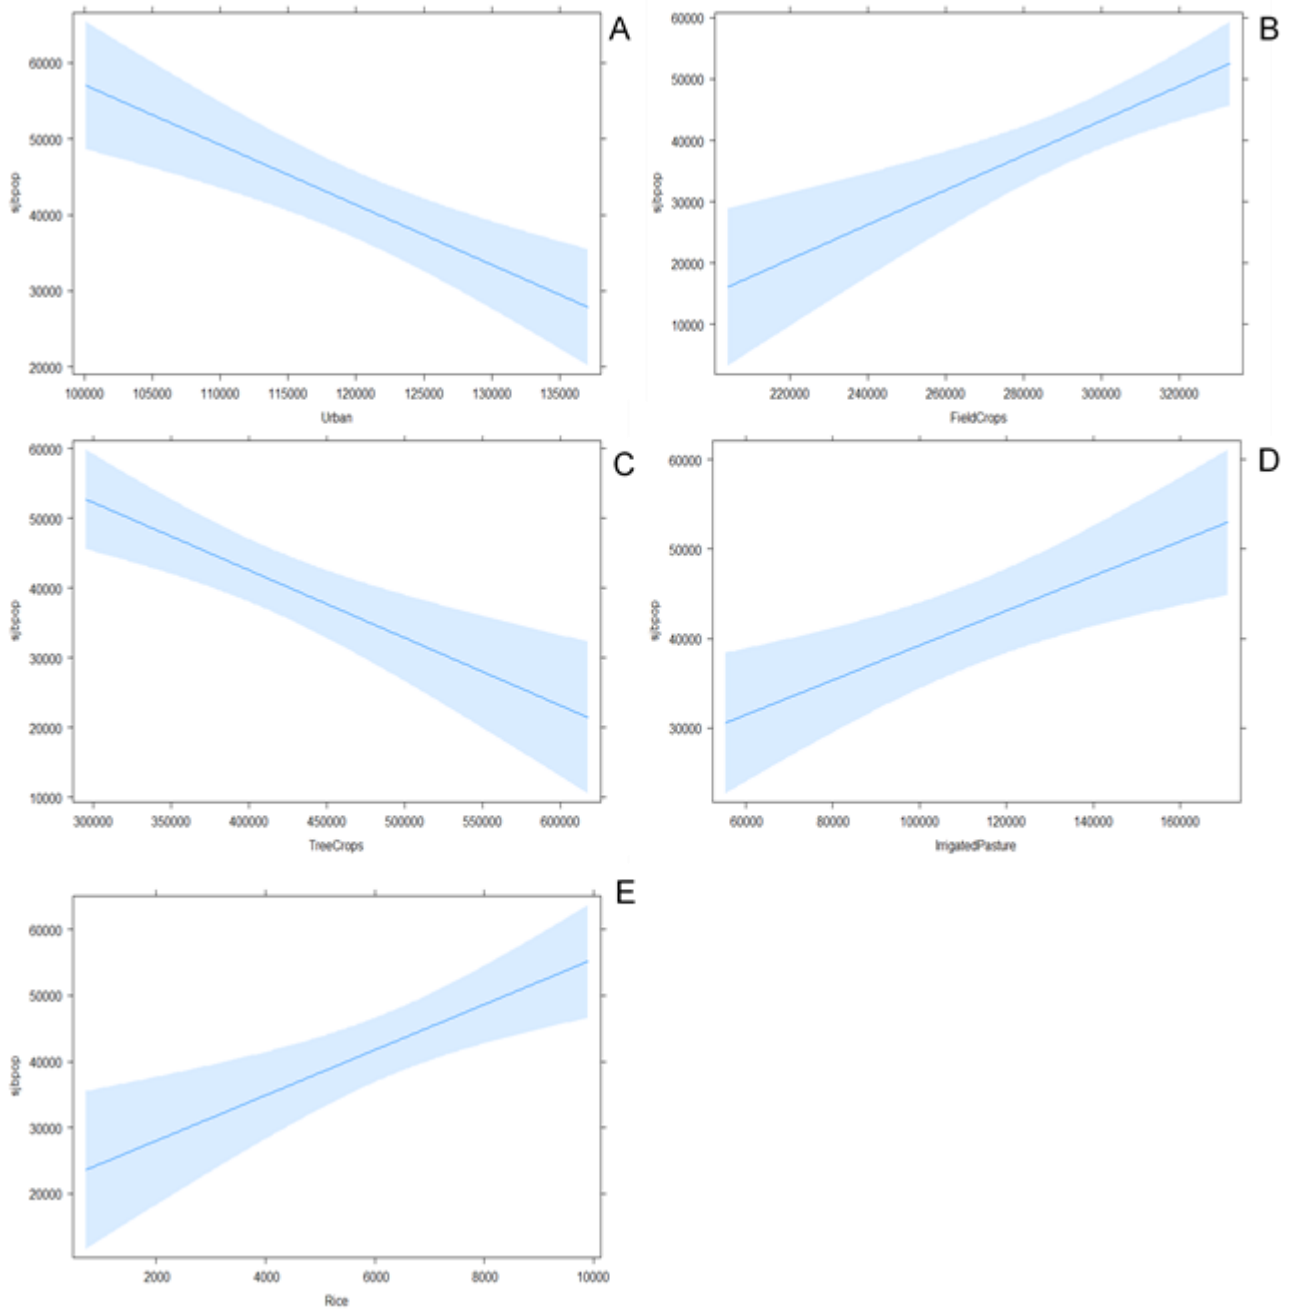 A
60000
50000
40000
30000
20000
sjbpop
100000 105000 110000 115000 120000 125000 130000 135000
Urban
B
60000
50000
40000
30000
20000
10000
sjbpop
220000 240000 260000 280000 300000 320000
FieldCrops
C
60000
50000
40000
30000
20000
10000
sjbpop
300000 350000 400000 450000 500000 550000 600000
TreeCrops
D
60000
50000
40000
30000
sjbpop
60000 80000 100000 120000 140000 160000
IrrigatedPasture
E
60000
50000
40000
30000
20000
sjbpop
2000 4000 6000 8000 10000
Rice